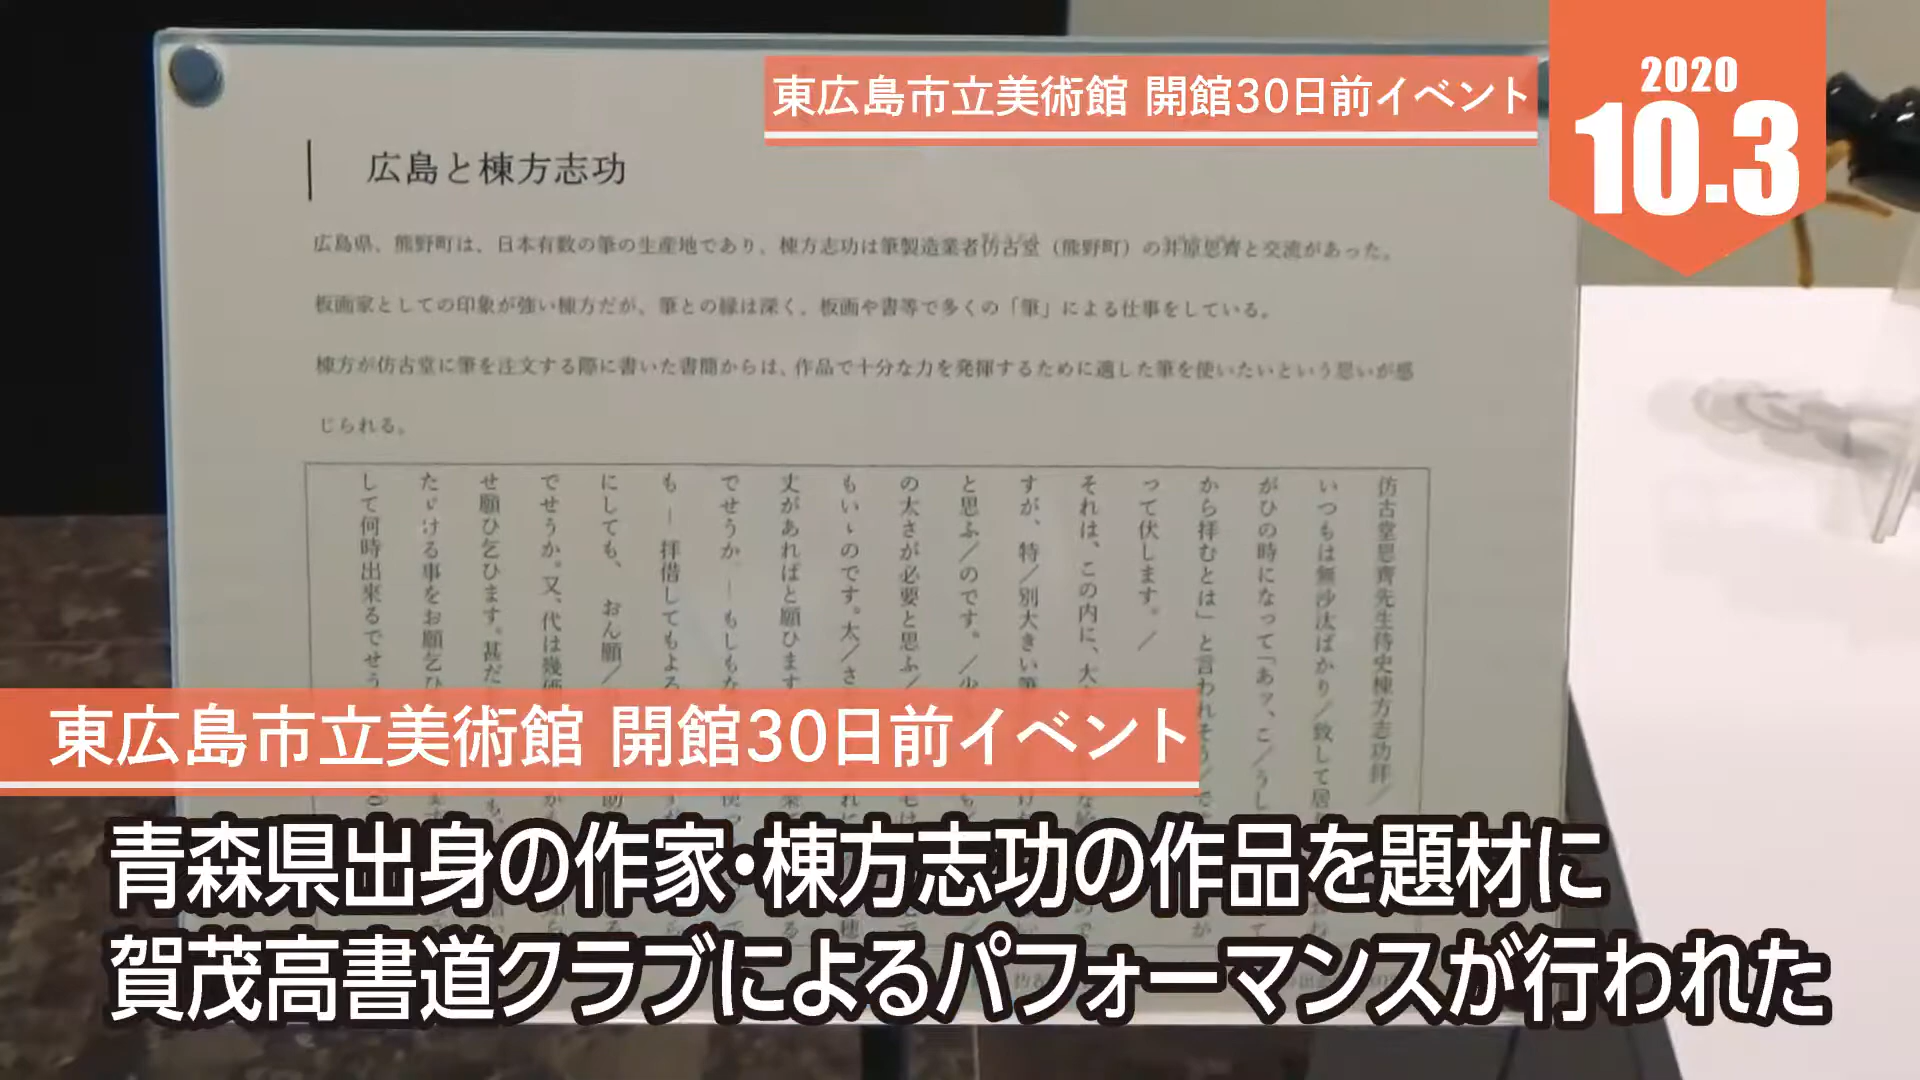 東広島市立美術館 開館30日前イベント
2020
10.3
広島と棟方志功
広島県、熊野町は、日本有数の筆の生産地であり、棟方志功は筆製造業者仿古堂（熊野町）の井原思齊と交流があった。
板画家としての印象が強い棟方だが、筆との縁は深く、板画や書等で多くの「筆」による仕事をしている。
棟方が仿古堂に筆を注文する際に書いた書簡からは、作品で十分な力を発揮するために適した筆を使いたいという思いが感
じられる。
仿古堂思齊先生侍史棟方志功拝／
いつもは無沙汰ばかり／致して居
がひの時になって「あッ、こ／うし
から拝むとは」と言われそう／で
って伏します。／
それは、この内に、大
すが、特／別大きい筆
と思ふ／のです。／少
の太さが必要と思ふ／
もいゝのです。太／さ
丈があればと願ひます
でせうか。―もしもな
も―拝借してもよろ
にしても、おん願／
でせうか。又、代は幾価
せ願ひ乞ひます。甚だ
たゞける事をお願乞ひ
して何時出来るでせう
東広島市立美術館 開館30日前イベント
青森県出身の作家・棟方志功の作品を題材に
賀茂高書道クラブによるパフォーマンスが行われた